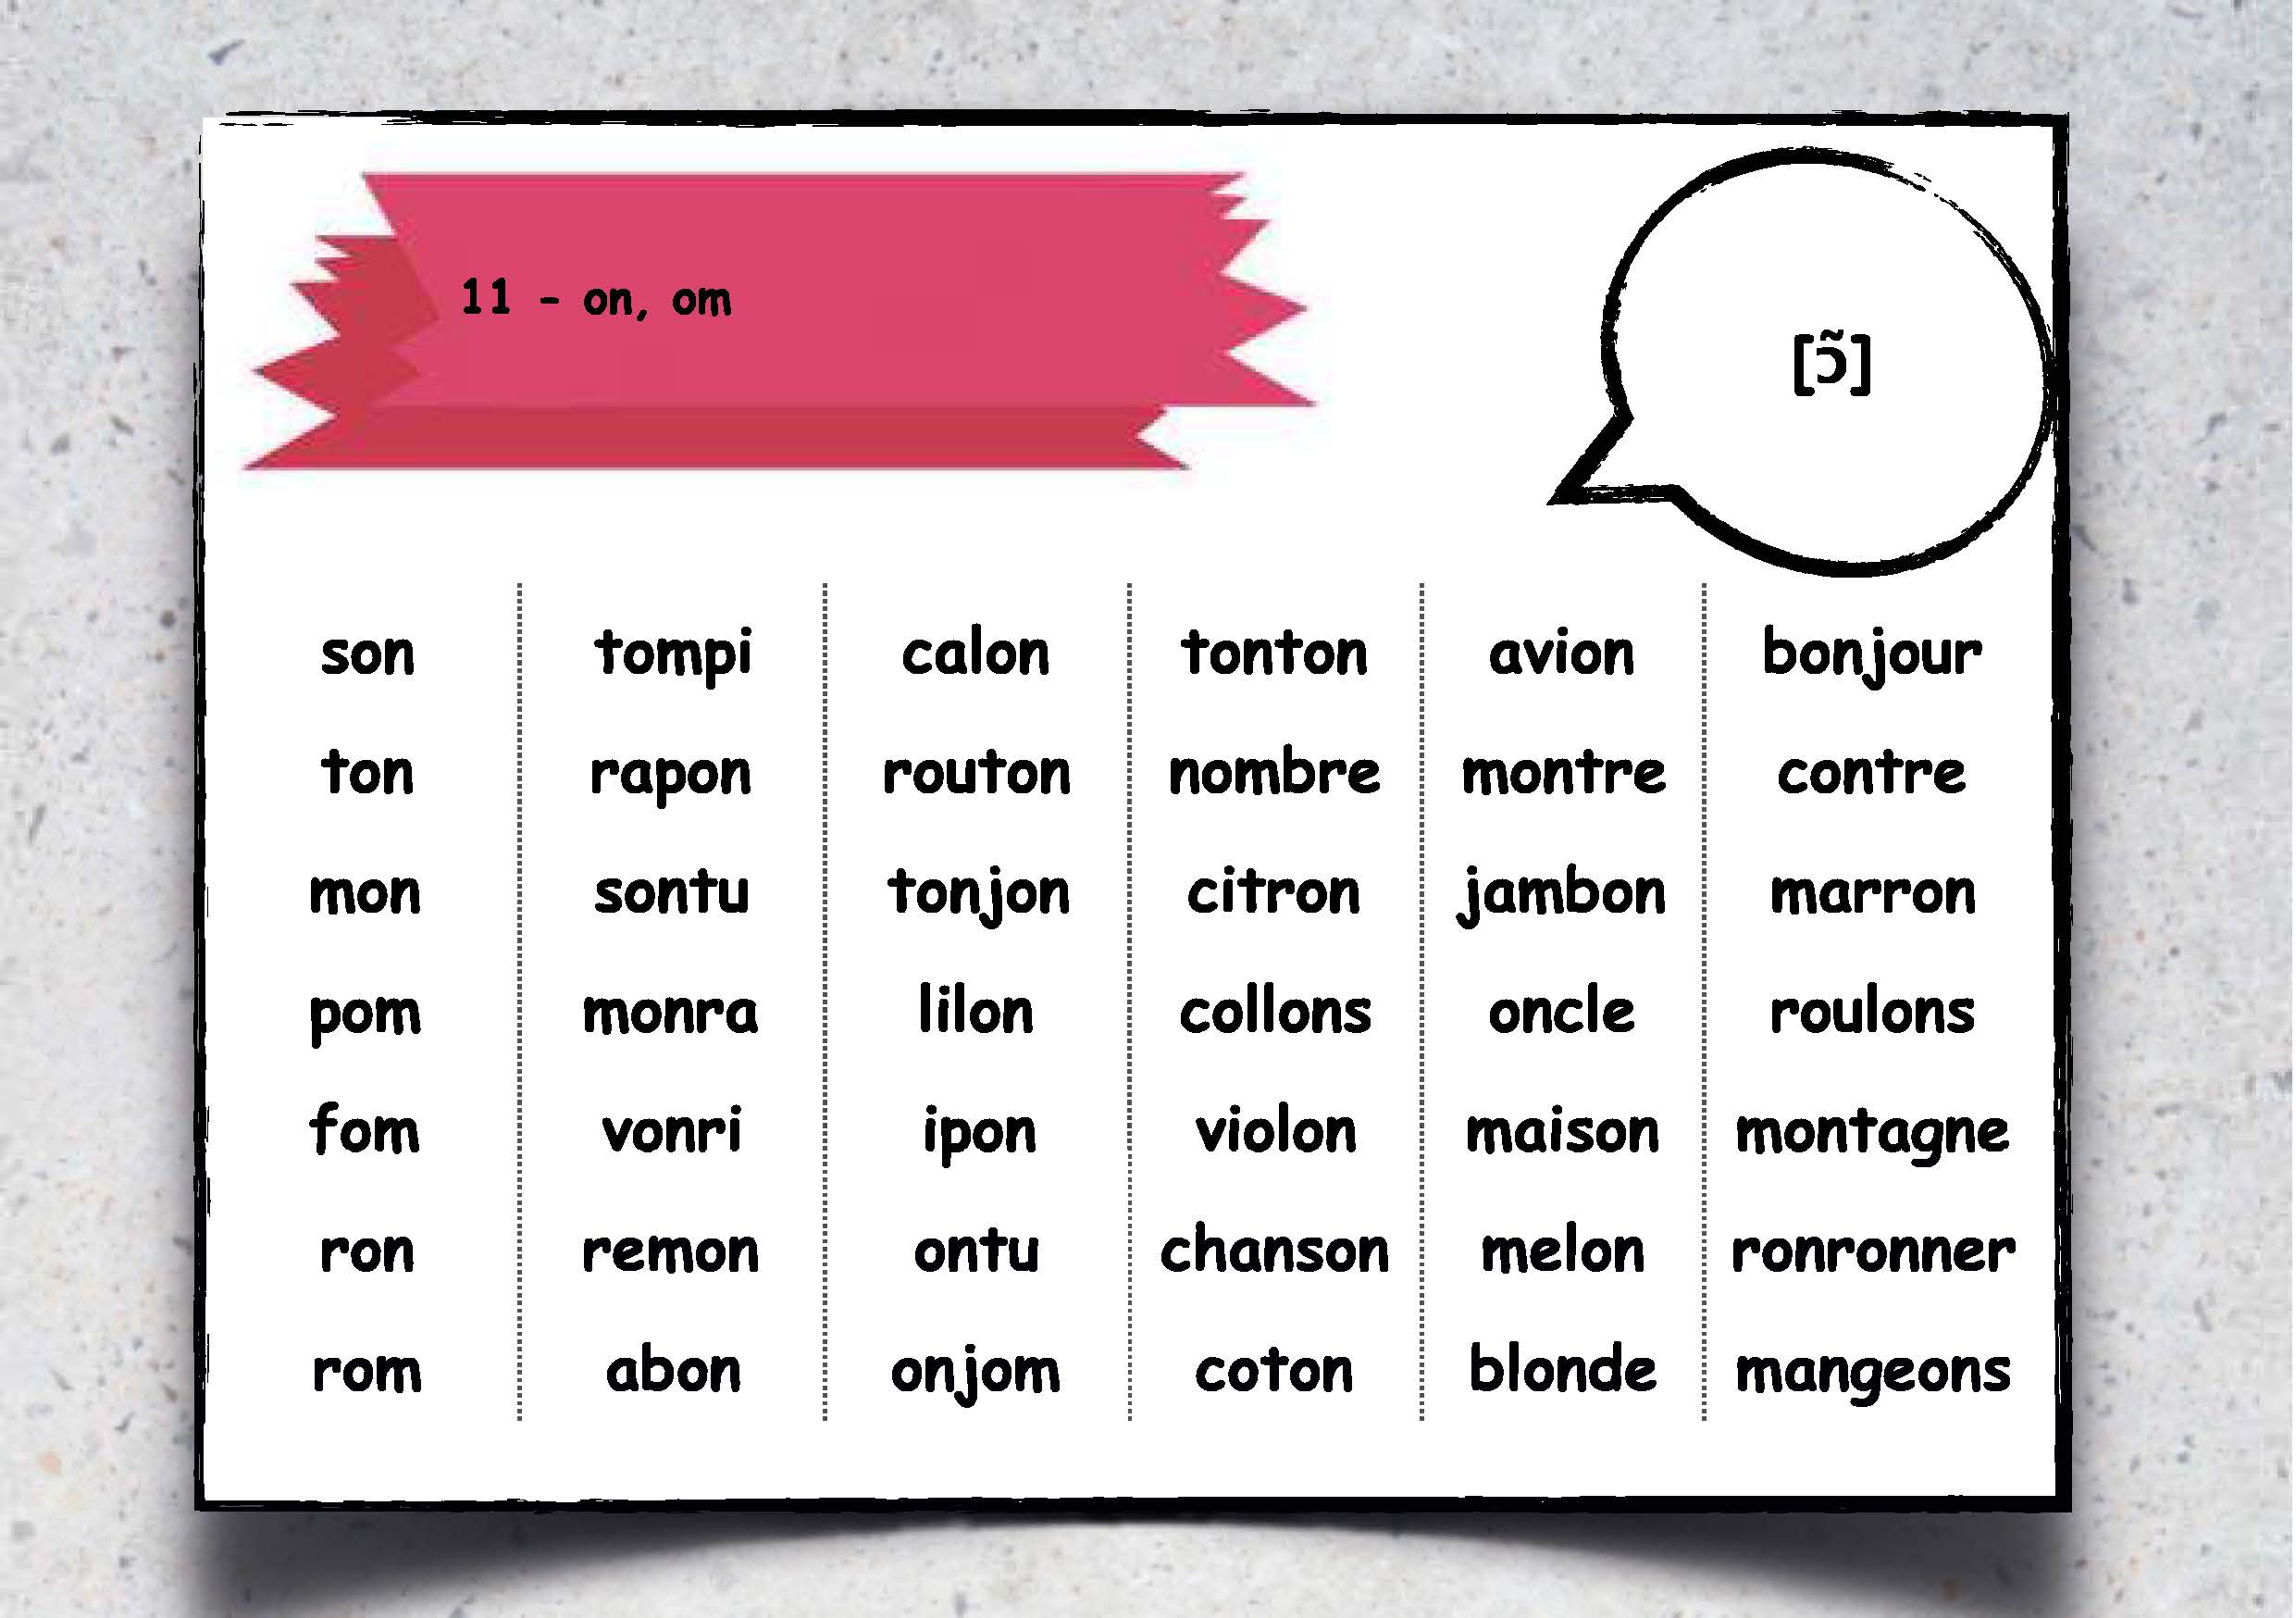 11 - on, om
[ɔ̃]
son tompi calon tonton avion bonjour
ton rapon routon nombre montre contre
mon sontu tonjon citron jambon marron
pom monra lilon collons oncle roulons
fom vonri ipon violon maison montagne
ron remon ontu chanson melon ronronner
rom abon onjom coton blonde mangeons